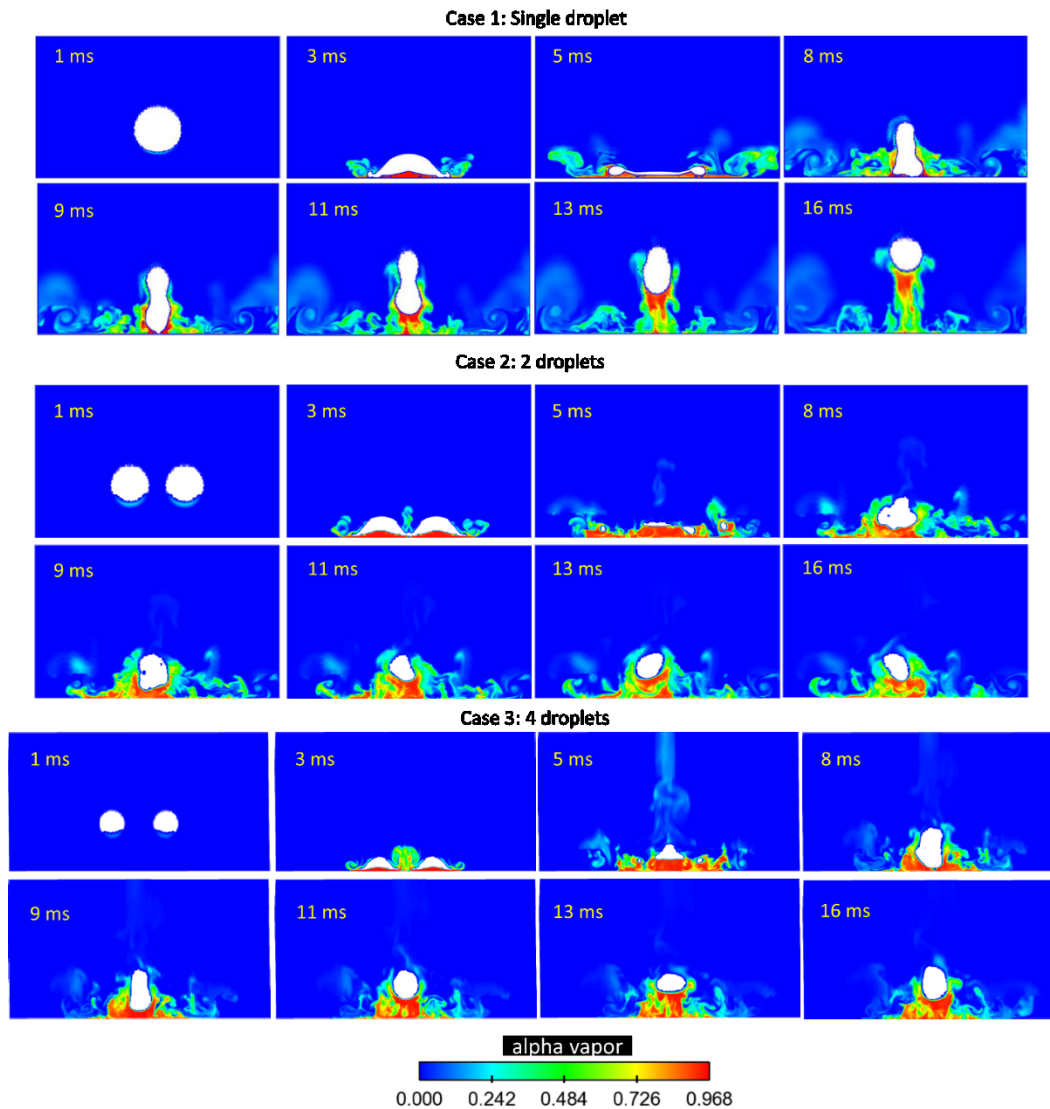 Case 1: Single droplet
1 ms 3 ms 5 ms 8 ms
9 ms 11 ms 13 ms 16 ms
Case 2: 2 droplets
1 ms 3 ms 5 ms 8 ms
9 ms 11 ms 13 ms 16 ms
Case 3: 4 droplets
1 ms 3 ms 5 ms 8 ms
9 ms 11 ms 13 ms 16 ms
alpha vapor
0.000 0.242 0.484 0.726 0.968